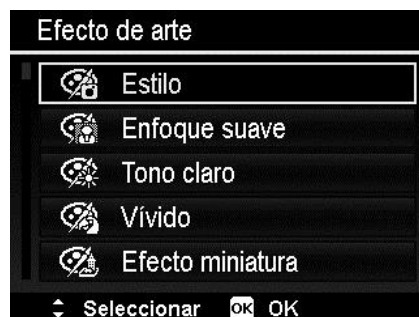 Efecto de arte
Estilo
Enfoque suave
Tono claro
Vívido
Efecto miniatura
Seleccionar OK OK